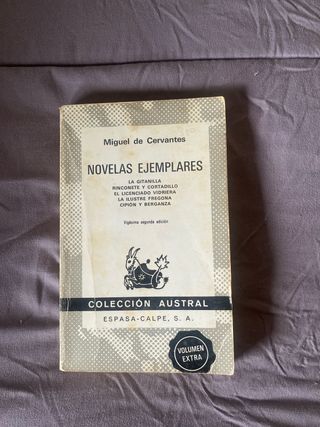 Miguel de Cervantes
NOVELAS EJEMPLARES
LA GITANILLA
RINCONETE Y CORTADILLO
EL LICENCIADO VIDRIERA
LA ILUSTRE FREGONA
CIPIÓN Y BERGANZA
Vigésima segunda edición
COLECCIÓN AUSTRAL
ESPASA-CALPE, S. A.
VOLUMEN
EXTRA